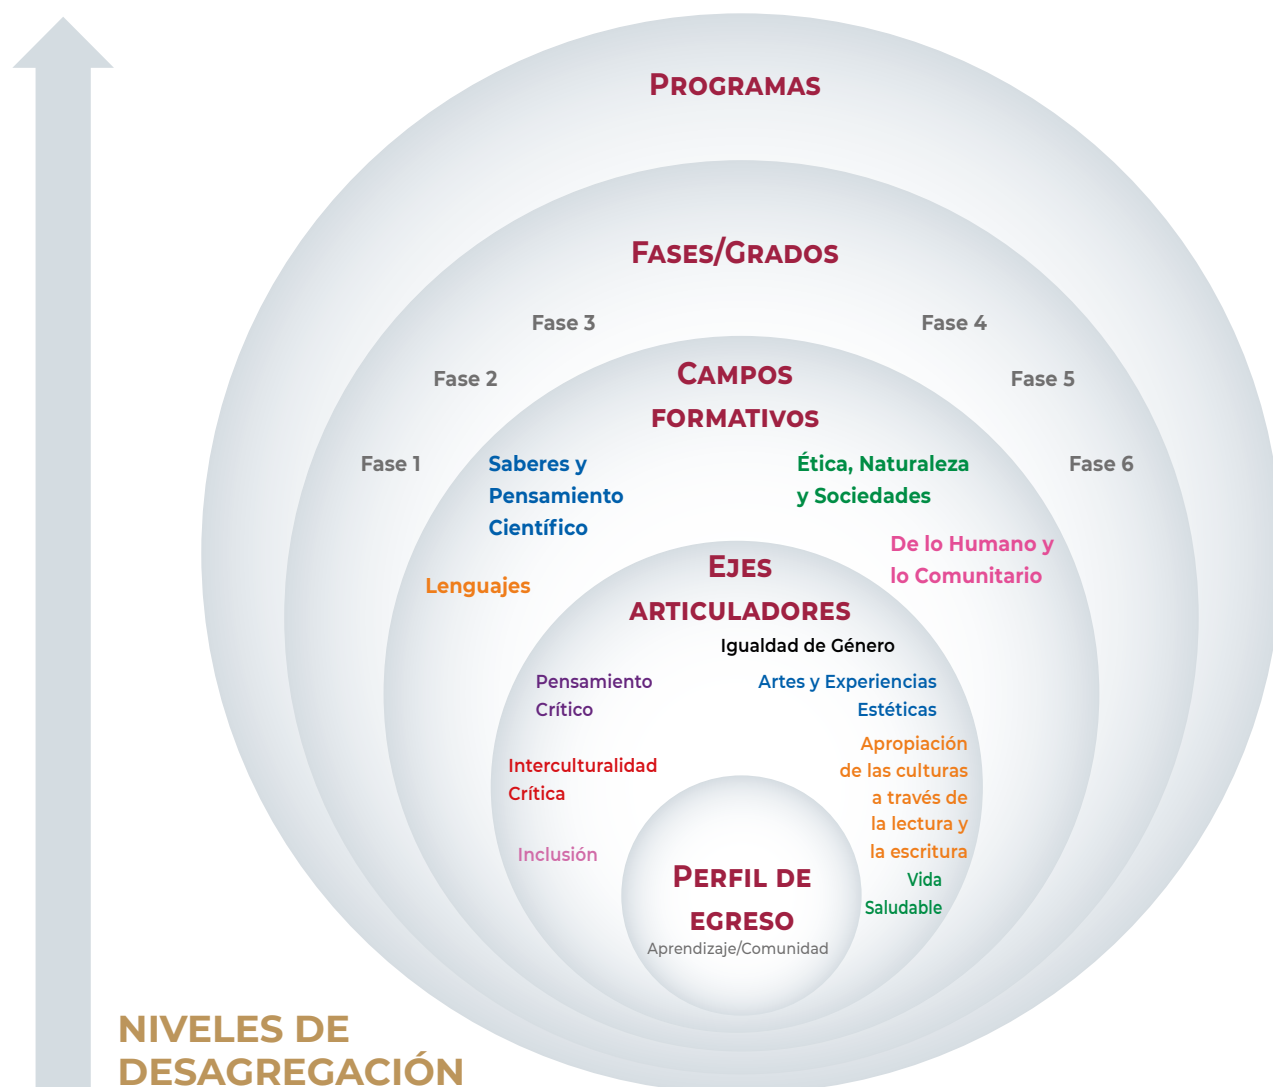 PROGRAMAS
FASES/GRADOS
Fase 3
Fase 4
Fase 2
Fase 5
Fase 1
Fase 6
CAMPOS
FORMATIVOS
Saberes y
Pensamiento
Científico
Ética, Naturaleza
y Sociedades
De lo Humano y
lo Comunitario
Lenguajes
EJES
ARTICULADORES
Igualdad de Género
Pensamiento
Crítico
Artes y Experiencias
Estéticas
Interculturalidad
Crítica
Apropiación
de las culturas
a través de
la lectura y
la escritura
Inclusión
Vida
Saludable
PERFIL DE
EGRESO
Aprendizaje/Comunidad
NIVELES DE
DESAGREGACIÓN